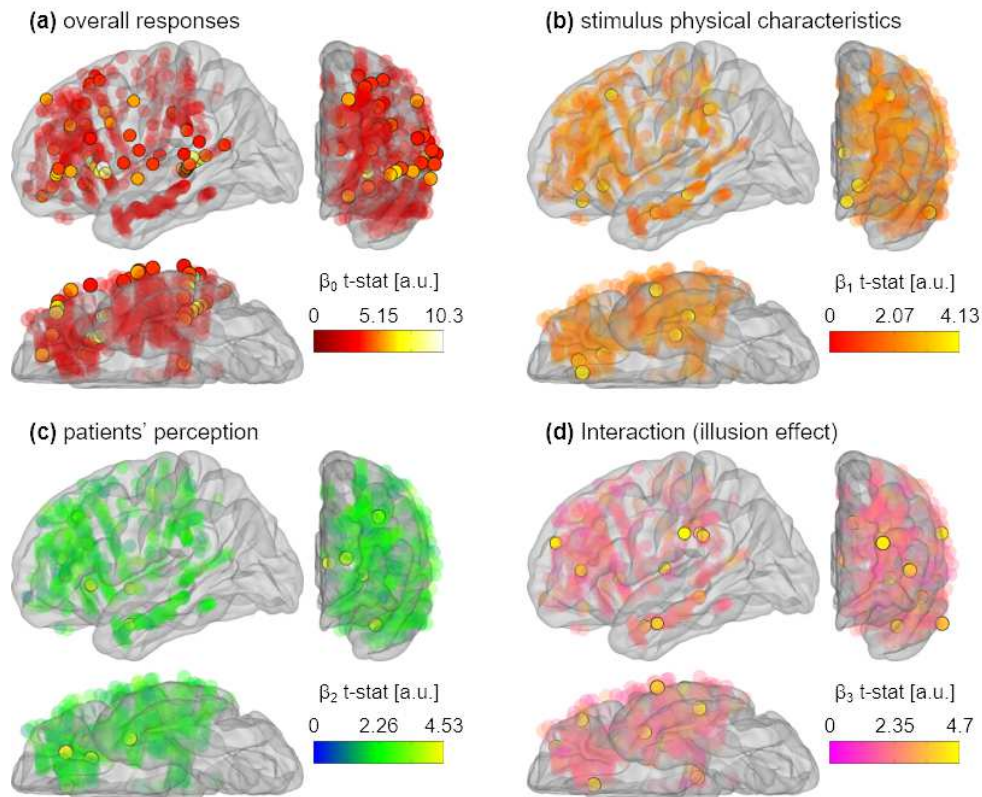 (a) overall responses
(b) stimulus physical characteristics
β0 t-stat [a.u.]
0 5.15 10.3
β1 t-stat [a.u.]
0 2.07 4.13
(c) patients' perception
(d) Interaction (illusion effect)
β2 t-stat [a.u.]
0 2.26 4.53
β3 t-stat [a.u.]
0 2.35 4.7